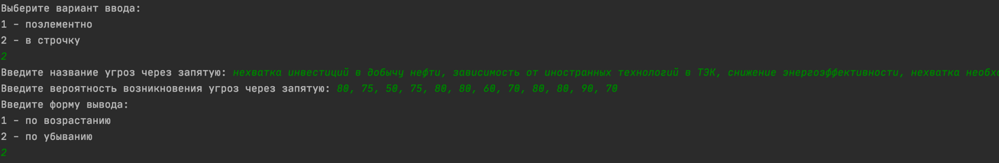 Выберите вариант ввода:
1 - поэлементно
2 - в строчку
2
Введите название угроз через запятую: нехватка инвестиций в добычу нефти, зависимость от иностранных технологий в ТЭК, снижение энергоэффективности, нехватка
Введите вероятность возникновения угроз через запятую: 80, 75, 50, 75, 80, 80, 60, 70, 80, 80, 90, 70
Введите форму вывода:
1 - по возрастанию
2 - по убыванию
2